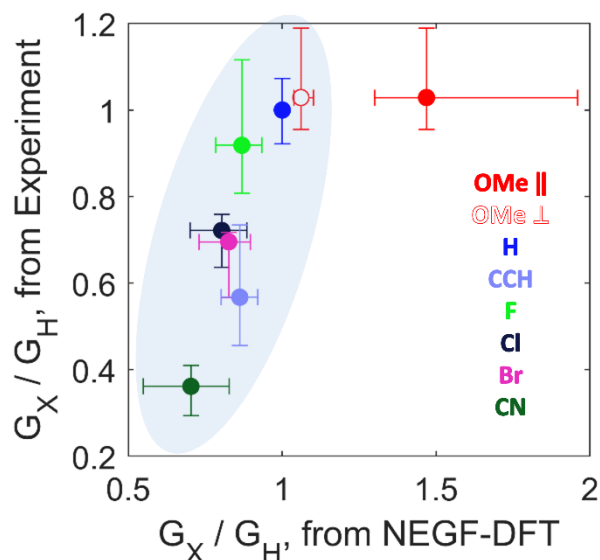 G_X / G_H, from Experiment
1.2
1
0.8
0.6
0.4
0.2
OMe ||
OMe ⊥
H
CCH
F
Cl
Br
CN
0.5
1
1.5
2
G_X / G_H, from NEGF-DFT